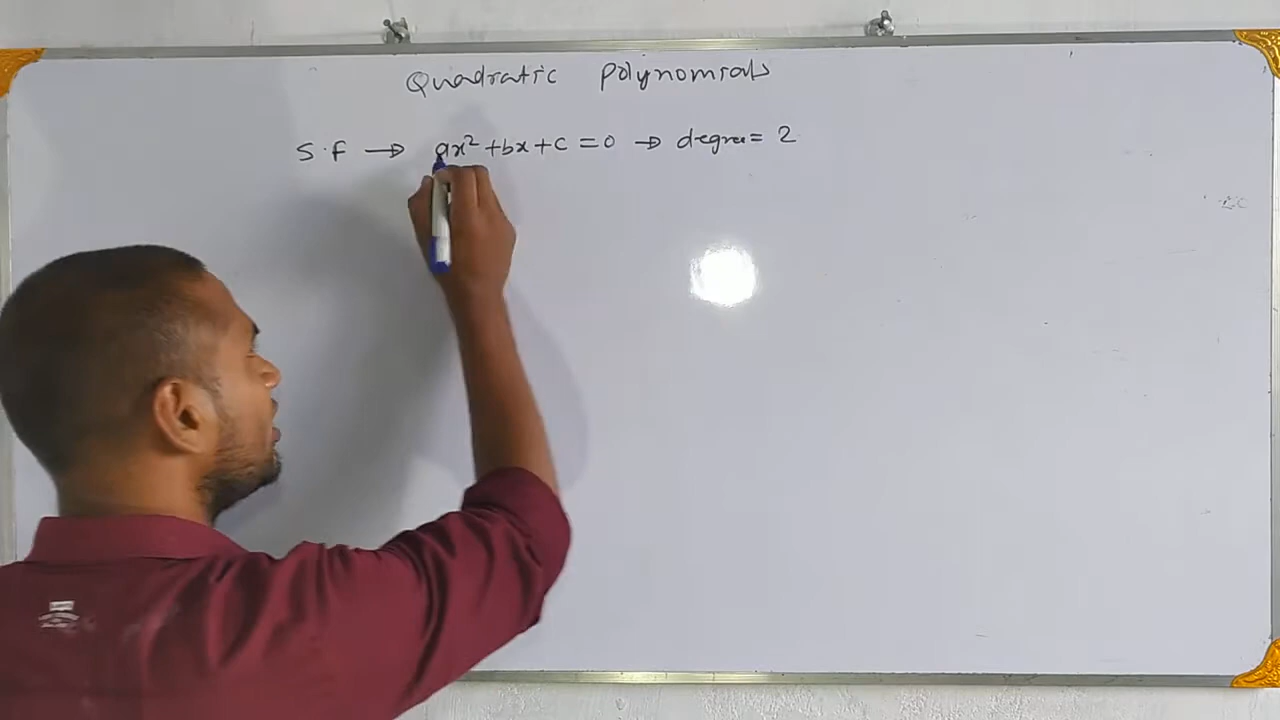 Quadratic Polynomials
S.F → ax² + bx + c = 0 → degree = 2